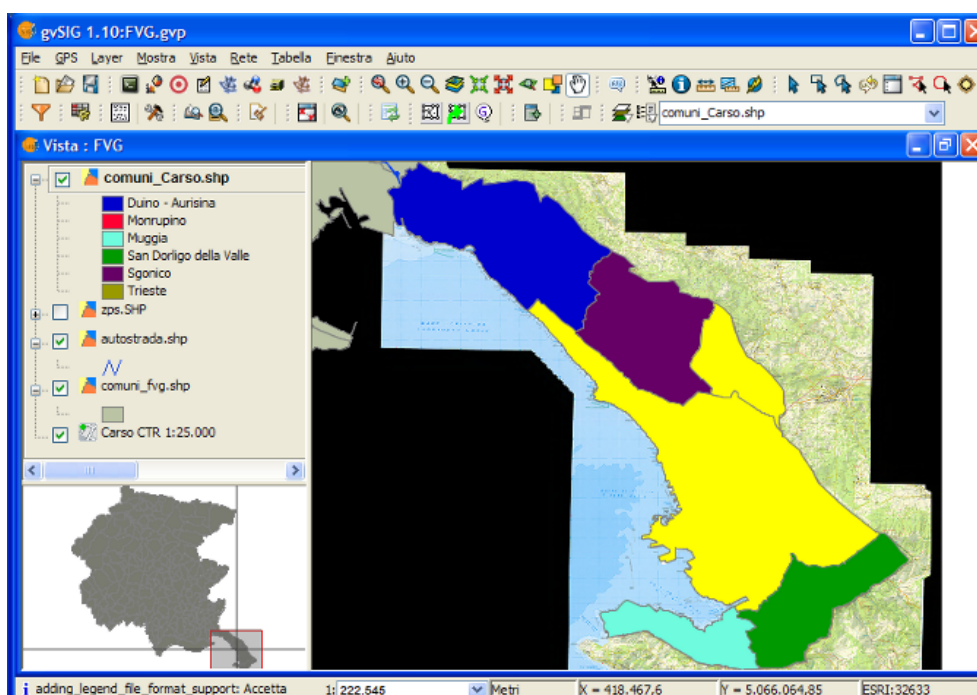 gvSIG 1.10:FVG.gvp
File GPS Layer Mostra Vista Rete Tabella Finestra Aiuto
comuni_Carso.shp
Vista : FVG
comuni_Carso.shp
Duino - Aurisina
Monrupino
Muggia
San Dorligo della Valle
Sgonico
Trieste
zps.SHP
autostrada.shp
comuni_fvg.shp
Carso CTR 1:25.000
adding_legend_file_format_support: Accetta 1: 222.545 Metri X = 418.467,6 Y = 5.066.064,85 ESRI:32633